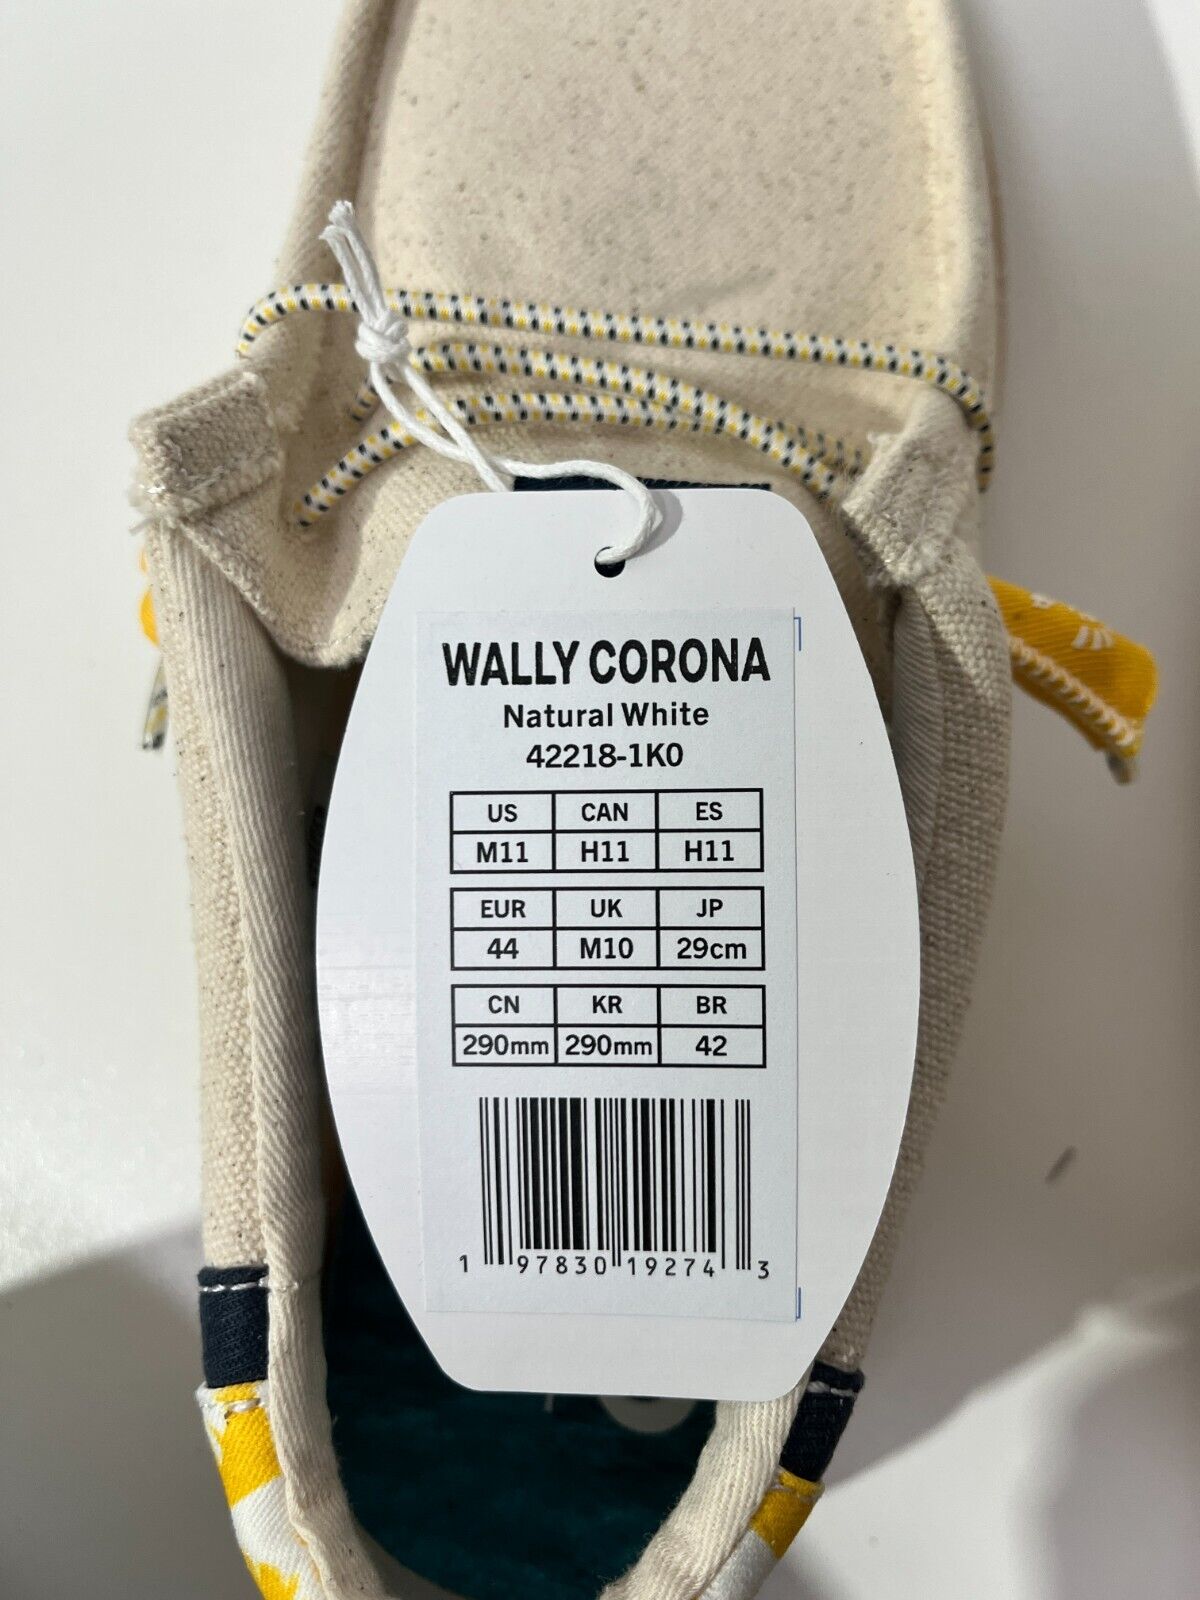 WALLY CORONA
Natural White
42218-1K0
US CAN ES
M11 H11 H11
EUR UK JP
44 M10 29cm
CN KR BR
290mm 290mm 42
1 97830 19274 3